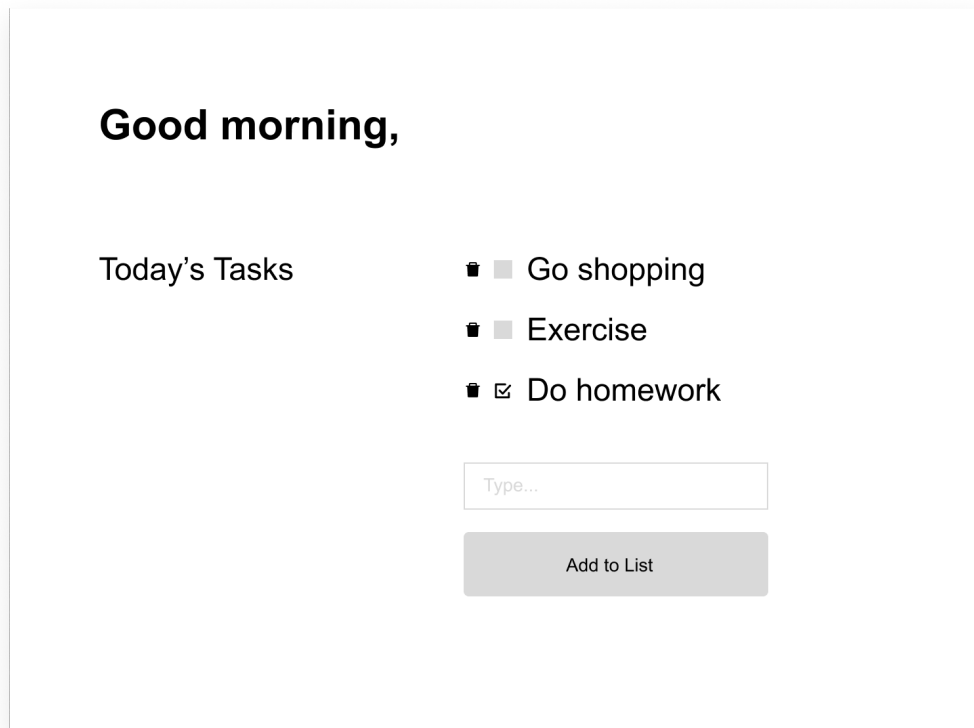 Good morning,
Today’s Tasks
Go shopping
Exercise
Do homework
Type...
Add to List